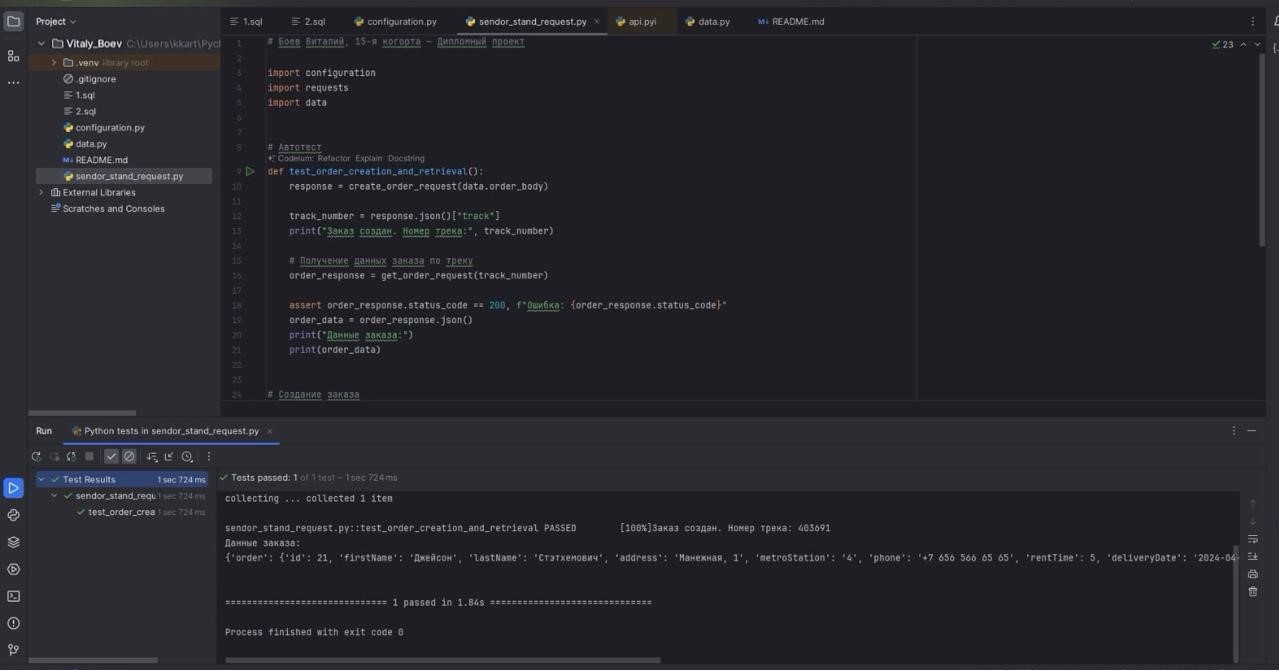 Project
1.sql
2.sql
configuration.py
sendor_stand_request.py
api.pyi
data.py
README.md
Vitaly_Boev C:\Users\kkart\Pycl
.venv library root
.gitignore
1.sql
2.sql
configuration.py
data.py
README.md
sendor_stand_request.py
External Libraries
Scratches and Consoles
23
1 # Боев Виталий, 15-я когорта — Дипломный проект
2
3 import configuration
4 import requests
5 import data
6
7
8 # Автотест
Codeium: Refactor Explain Docstring
9 def test_order_creation_and_retrieval():
10 response = create_order_request(data.order_body)
11
12 track_number = response.json()["track"]
13 print("Заказ создан. Номер трека:", track_number)
14
15 # Получение данных заказа по треку
16 order_response = get_order_request(track_number)
17
18 assert order_response.status_code == 200, f"Ошибка: {order_response.status_code}"
19 order_data = order_response.json()
20 print("Данные заказа:")
21 print(order_data)
22
23
24 # Создание заказа
Run
Python tests in sendor_stand_request.py
Test Results 1 sec 724 ms
sendor_stand_requ 1 sec 724 ms
test_order_crea 1 sec 724 ms
Tests passed: 1 of 1 test – 1 sec 724 ms
collecting ... collected 1 item
sendor_stand_request.py::test_order_creation_and_retrieval PASSED [100%]Заказ создан. Номер трека: 403691
Данные заказа:
{'order': {'id': 21, 'firstName': 'Джейсон', 'lastName': 'Стэтхемович', 'address': 'Манежная, 1', 'metroStation': '4', 'phone': '+7 656 566 65 65', 'rentTime': 5, 'deliveryDate': '2024-04-
============================== 1 passed in 1.84s ==============================
Process finished with exit code 0